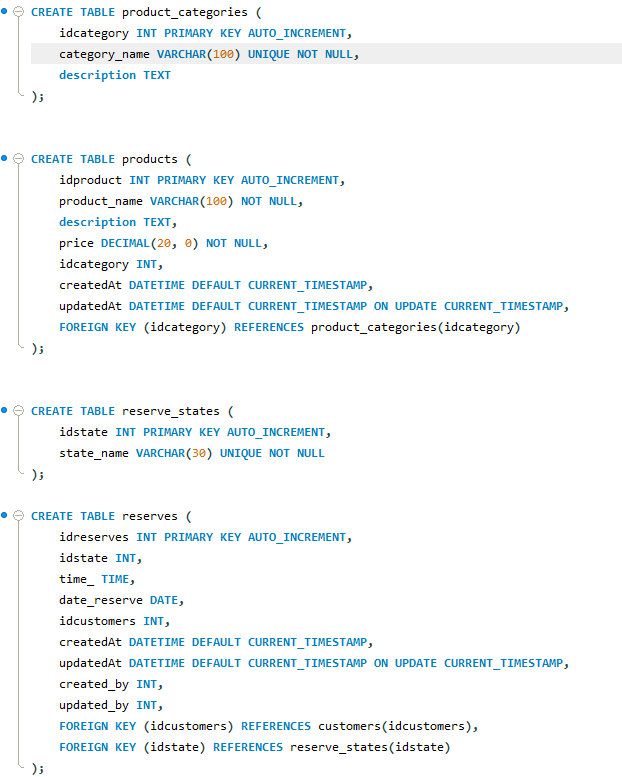 CREATE TABLE product_categories (
idcategory INT PRIMARY KEY AUTO_INCREMENT,
category_name VARCHAR(100) UNIQUE NOT NULL,
description TEXT
);
CREATE TABLE products (
idproduct INT PRIMARY KEY AUTO_INCREMENT,
product_name VARCHAR(100) NOT NULL,
description TEXT,
price DECIMAL(20, 0) NOT NULL,
idcategory INT,
createdAt DATETIME DEFAULT CURRENT_TIMESTAMP,
updatedAt DATETIME DEFAULT CURRENT_TIMESTAMP ON UPDATE CURRENT_TIMESTAMP,
FOREIGN KEY (idcategory) REFERENCES product_categories(idcategory)
);
CREATE TABLE reserve_states (
idstate INT PRIMARY KEY AUTO_INCREMENT,
state_name VARCHAR(30) UNIQUE NOT NULL
);
CREATE TABLE reserves (
idreserves INT PRIMARY KEY AUTO_INCREMENT,
idstate INT,
time_ TIME,
date_reserve DATE,
idcustomers INT,
createdAt DATETIME DEFAULT CURRENT_TIMESTAMP,
updatedAt DATETIME DEFAULT CURRENT_TIMESTAMP ON UPDATE CURRENT_TIMESTAMP,
created_by INT,
updated_by INT,
FOREIGN KEY (idcustomers) REFERENCES customers(idcustomers),
FOREIGN KEY (idstate) REFERENCES reserve_states(idstate)
);